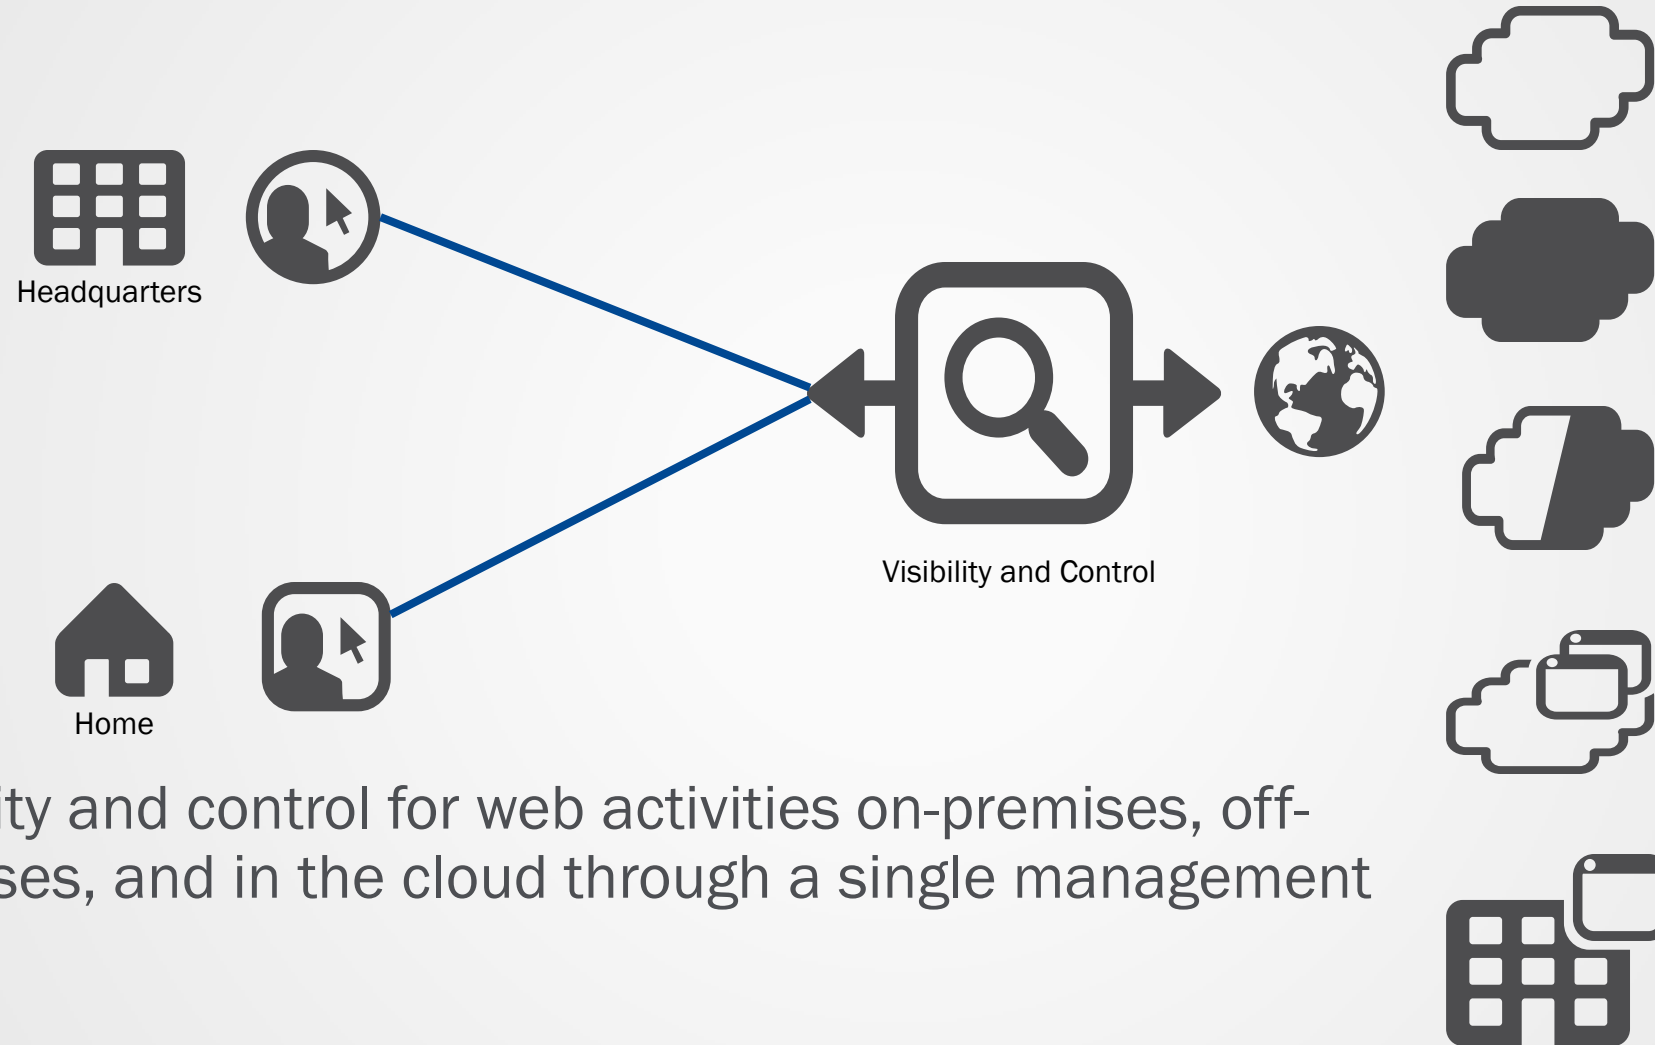 Headquarters
Visibility and Control
Home
ity and control for web activities on-premises, off-
ses, and in the cloud through a single management